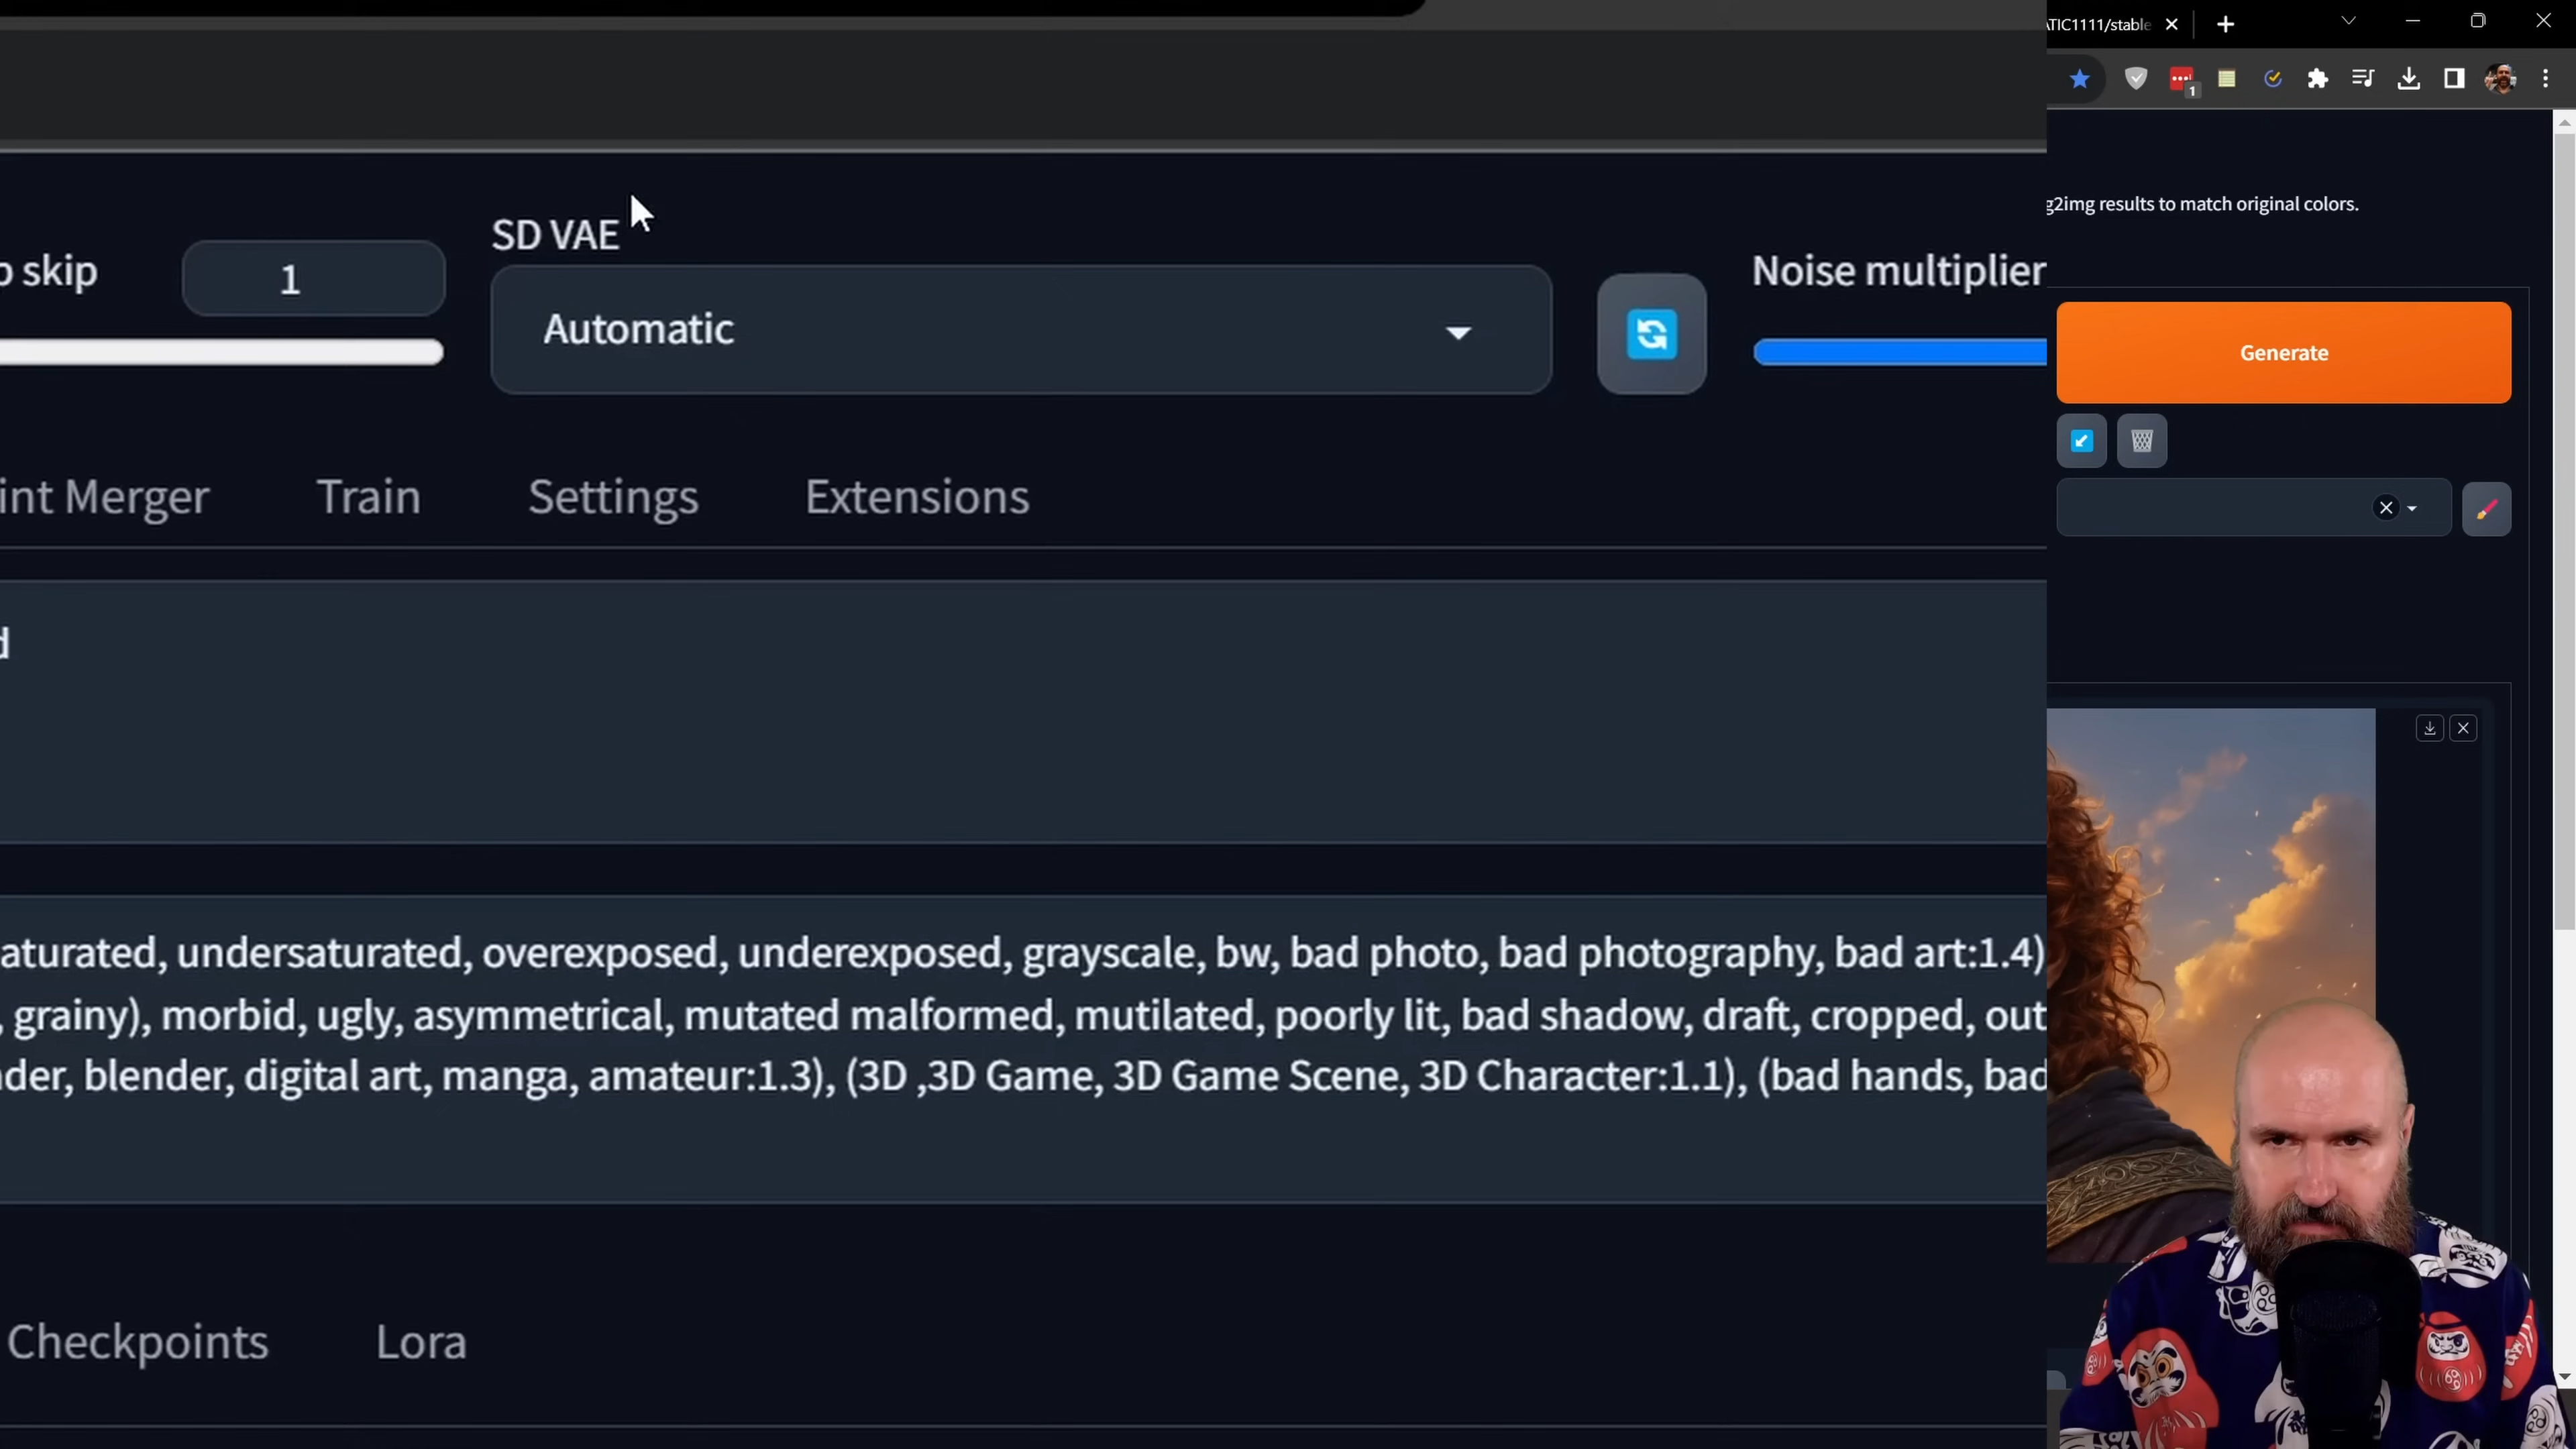 ATIC1111/stable
1
g2img results to match original colors.
SD VAE
skip
1
Noise multiplier
Automatic
Generate
int Merger
Train
Settings
Extensions
d
aturated, undersaturated, overexposed, underexposed, grayscale, bw, bad photo, bad photography, bad art:1.4)
, grainy), morbid, ugly, asymmetrical, mutated malformed, mutilated, poorly lit, bad shadow, draft, cropped, out
nder, blender, digital art, manga, amateur:1.3), (3D ,3D Game, 3D Game Scene, 3D Character:1.1), (bad hands, bad
Checkpoints
Lora